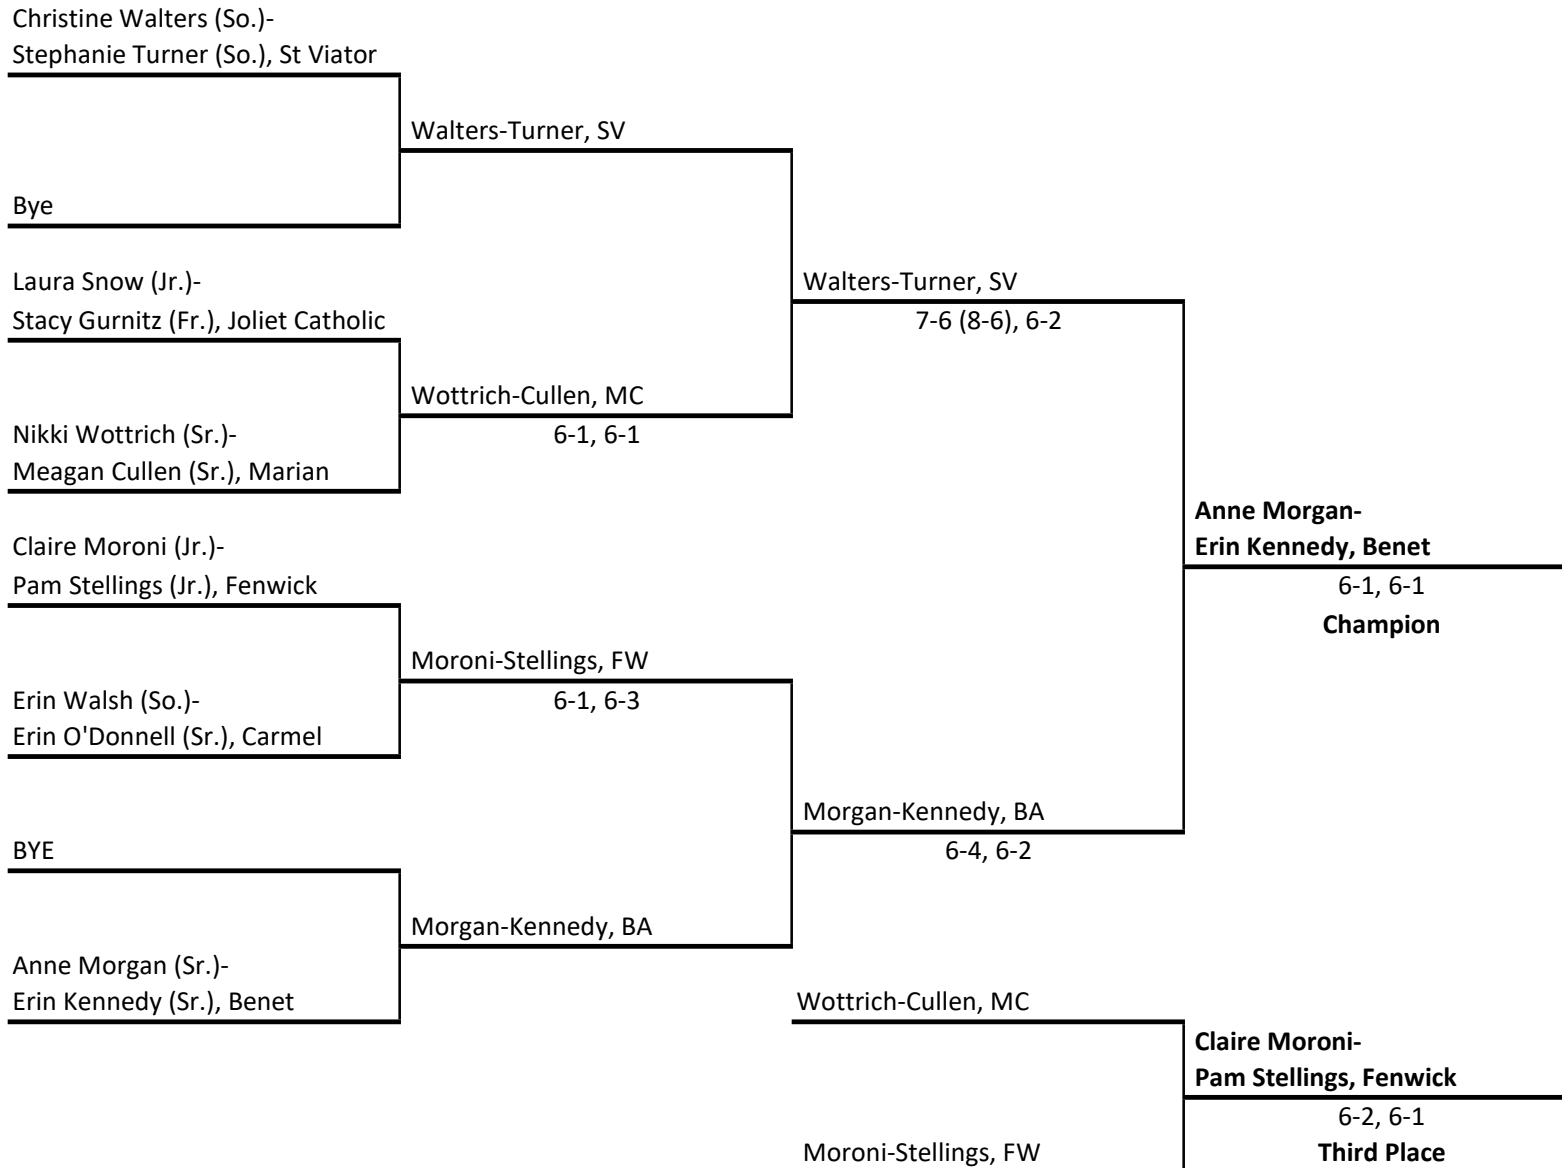 Christine Walters (So.)-
Stephanie Turner (So.), St Viator
Walters-Turner, SV
Bye
Laura Snow (Jr.)-
Walters-Turner, SV
Stacy Gurnitz (Fr.), Joliet Catholic
7-6 (8-6), 6-2
Wottrich-Cullen, MC
Nikki Wottrich (Sr.)-
6-1, 6-1
Meagan Cullen (Sr.), Marian
Anne Morgan-
Claire Moroni (Jr.)-
Erin Kennedy, Benet
Pam Stellings (Jr.), Fenwick
6-1, 6-1
Champion
Moroni-Stellings, FW
Erin Walsh (So.)-
6-1, 6-3
Erin O'Donnell (Sr.), Carmel
Morgan-Kennedy, BA
BYE
6-4, 6-2
Morgan-Kennedy, BA
Anne Morgan (Sr.)-
Erin Kennedy (Sr.), Benet
Wottrich-Cullen, MC
Claire Moroni-
Pam Stellings, Fenwick
6-2, 6-1
Moroni-Stellings, FW
Third Place